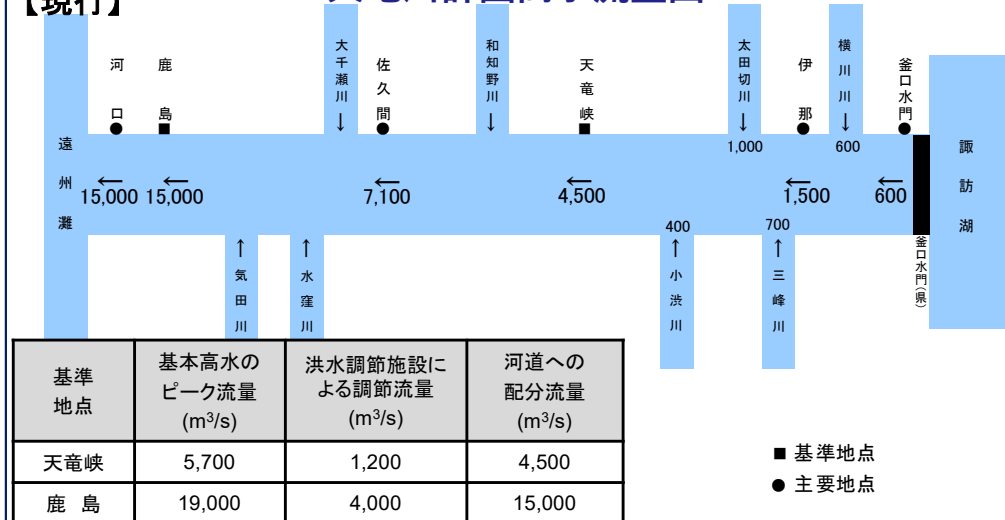 【現行】
大千瀬川
和知野川
太田切川
横川川
河口
鹿島
佐久間
天竜峡
伊那
釜口水門
↓
↓
↓
↓
1,000
600
遠州灘
諏訪湖
←
←
←
←
←
←
15,000
15,000
7,100
4,500
1,500
600
400
700
↑
↑
↑
↑
気田川
水窪川
小渋川
三峰川
釜口水門(県)
基準地点
基本高水のピーク流量(m³/s)
洪水調節施設による調節流量(m³/s)
河道への配分流量(m³/s)
天竜峡 5,700 1,200 4,500
鹿 島 19,000 4,000 15,000
■ 基準地点
● 主要地点